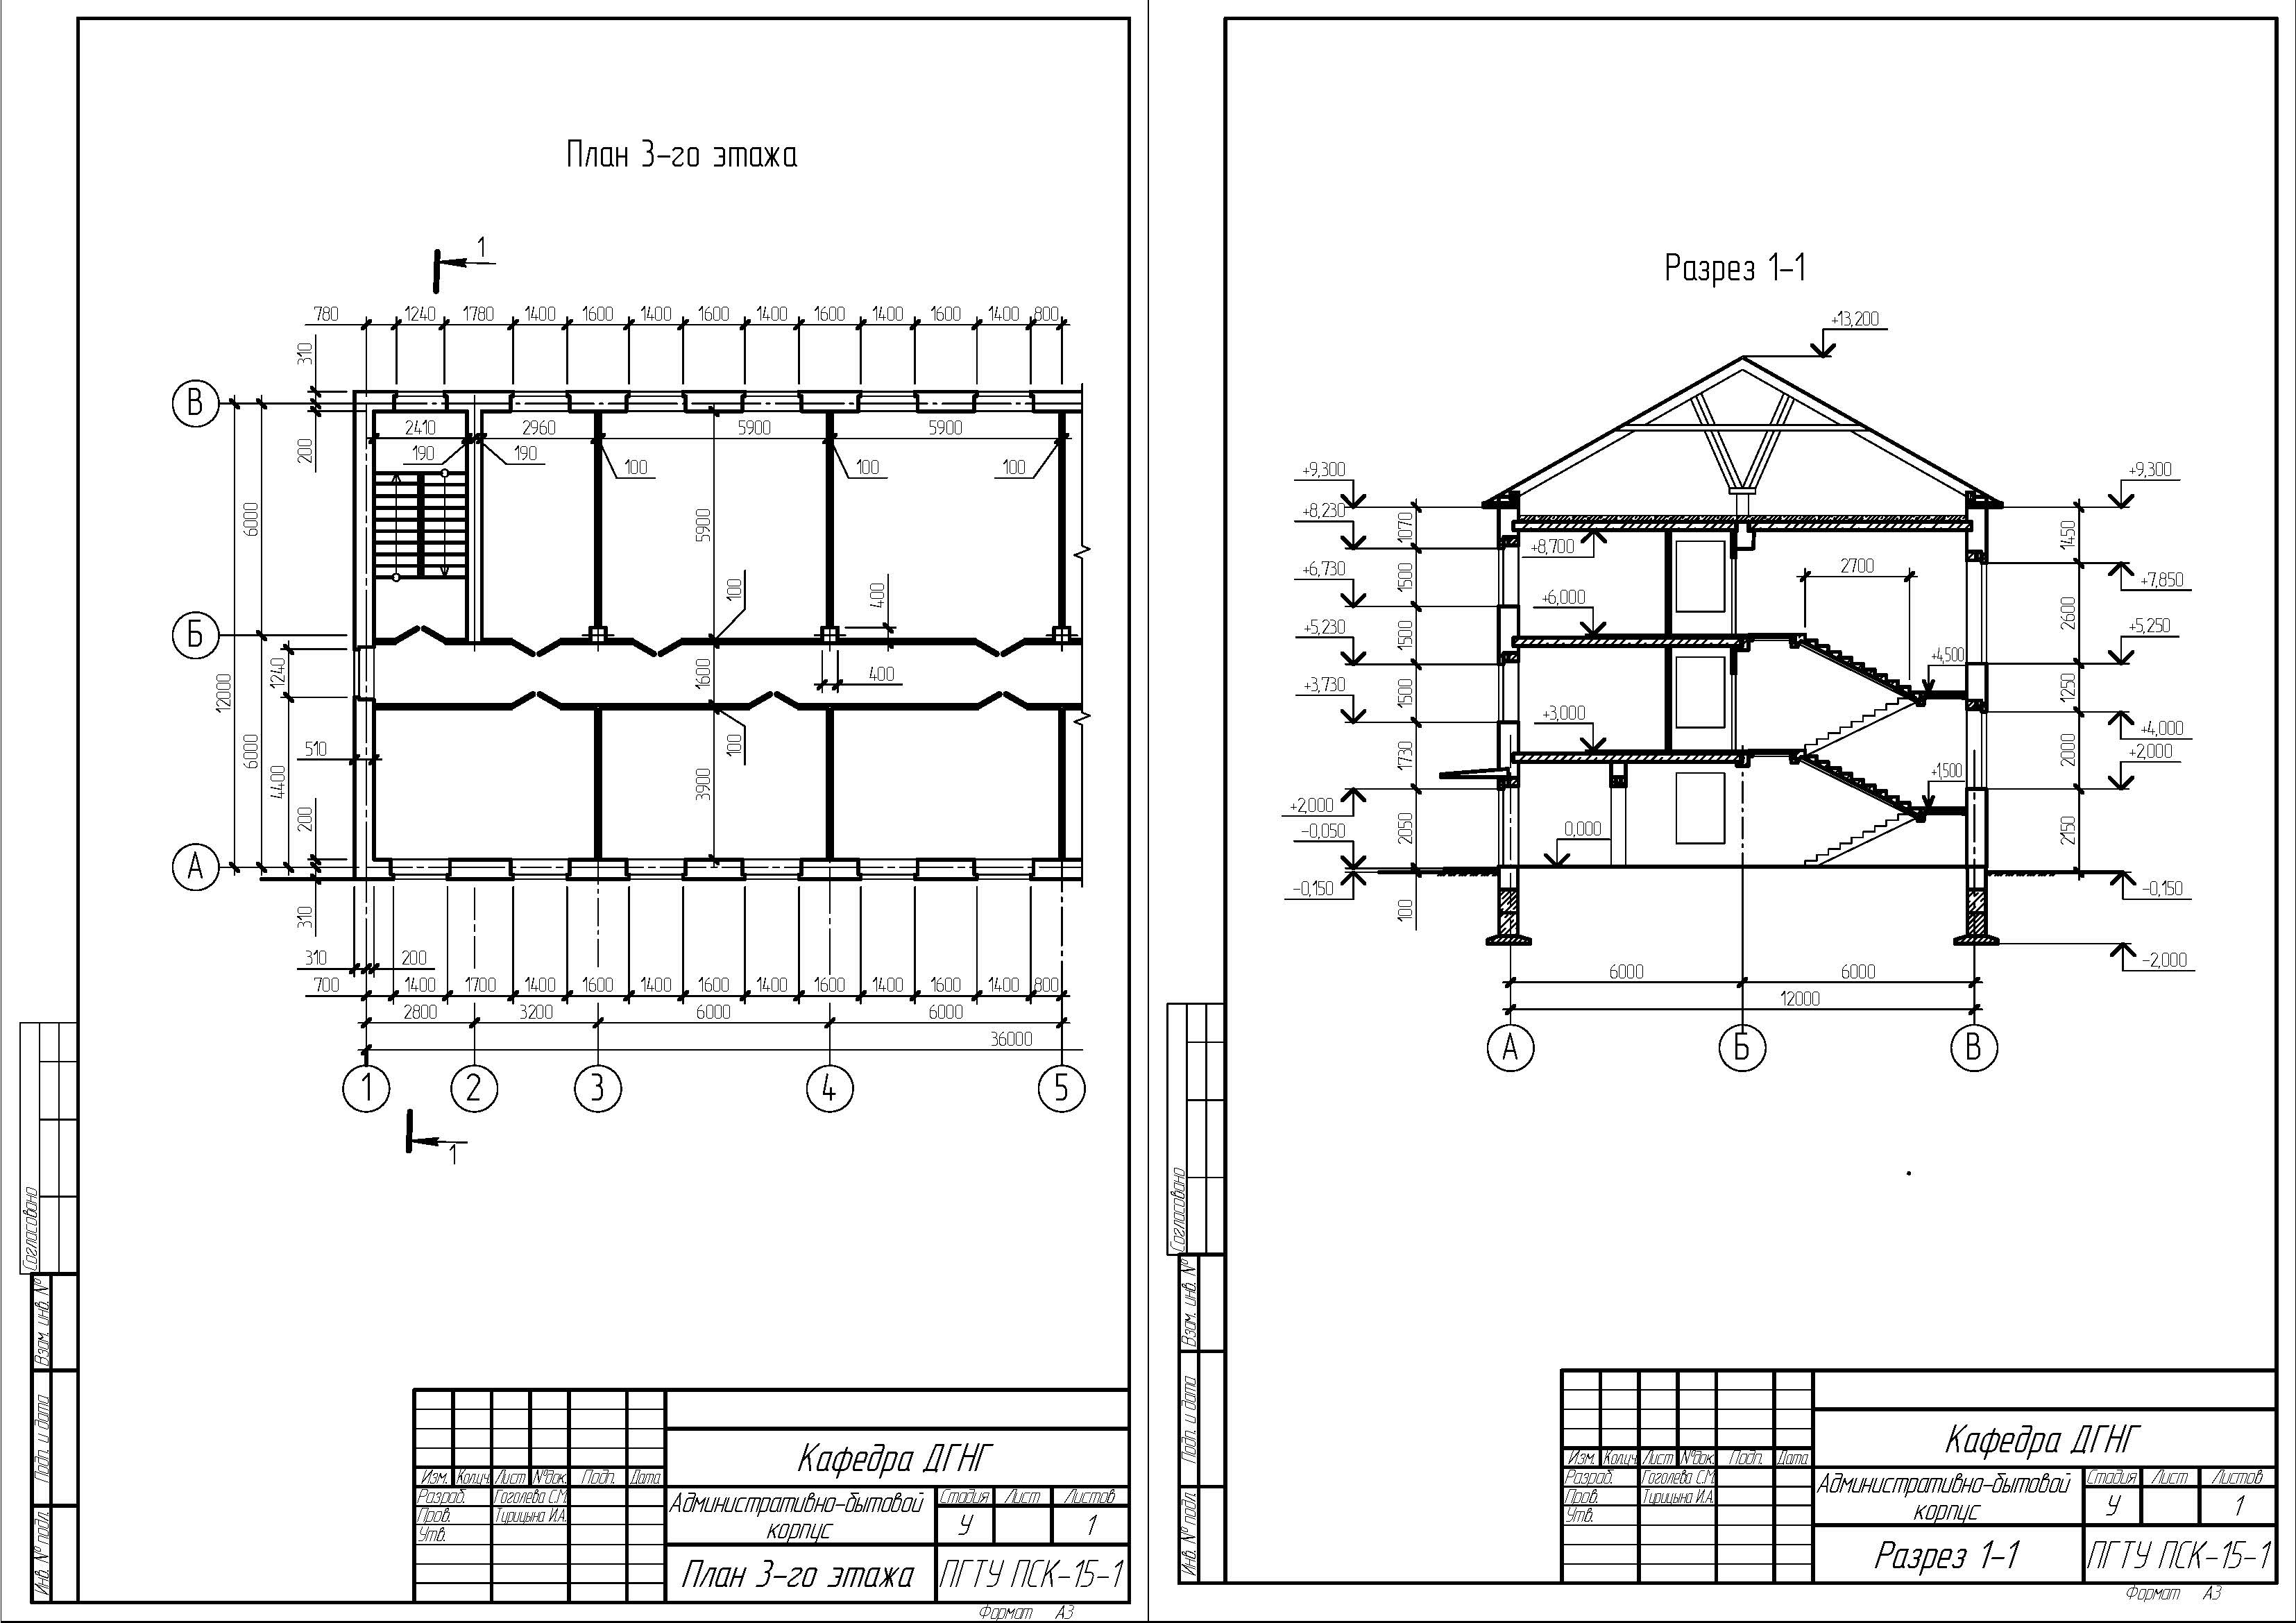 План 3-го этажа
1
780 1240 1780 1400 1600 1400 1600 1400 1600 1400 1600 1400 800
310
В
2410 2960 5900 5900
200
190 190 100 100 100
6000
5900
100
400
Б
1240
12000
1600
400
6000
510
4400
100
3900
200
А
310
310 200
700 1400 1700 1400 1600 1400 1600 1400 1600 1400 1600 1400 800
2800 3200 6000 6000
36000
1 2 3 4 5
1
Согласовано
Взам. инв. №
Подп. и дата
Инв. № подл.
Кафедра ДГНГ
Изм. Колич. Лист №док. Подп. Дата
Разраб. Гоголева С.М.
Пров. Тирицына И.А.
Утв.
Административно-бытовой
корпус
Стадия Лист Листов
У 1
План 3-го этажа
ПГТУ ПСК-15-1
Формат А3
Разрез 1-1
+13,200
+9,300 +9,300
+8,230
1070
1450
+8,700
2700
+6,730
1500
+7,850
+6,000
2600
+5,230
1500
+5,250
+4,500
+3,730
1500
1250
+3,000
+4,000
1730
2000
+2,000
+1,500
+2,000
0,000
-0,050
2050
2150
-0,150 -0,150
100
-2,000
6000 6000
12000
А Б В
Согласовано
Взам. инв. №
Подп. и дата
Инв. № подл.
Кафедра ДГНГ
Изм. Колич. Лист №док. Подп. Дата
Разраб. Гоголева С.М.
Пров. Тирицына И.А.
Утв.
Административно-бытовой
корпус
Стадия Лист Листов
У 1
Разрез 1-1
ПГТУ ПСК-15-1
Формат А3